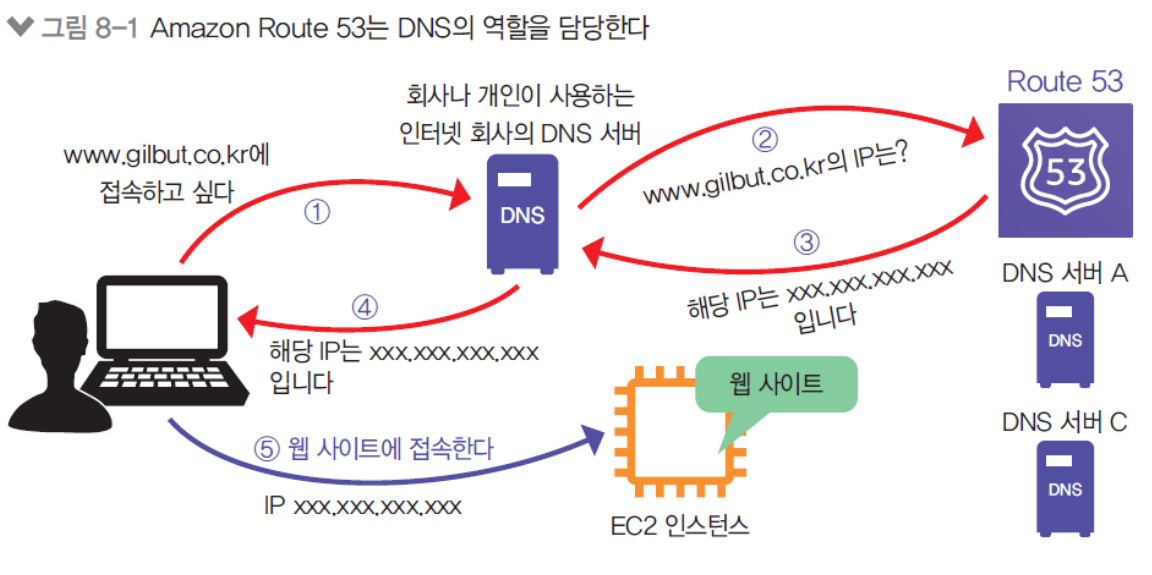 그림 8-1 Amazon Route 53는 DNS의 역할을 담당한다
회사나 개인이 사용하는
인터넷 회사의 DNS 서버
DNS
www.gilbut.co.kr에
접속하고 싶다
①
②
www.gilbut.co.kr의 IP는?
Route 53
53
③
해당 IP는 xxx.xxx.xxx.xxx
입니다
④
해당 IP는 xxx.xxx.xxx.xxx
입니다
DNS 서버 A
DNS
웹 사이트
⑤ 웹 사이트에 접속한다
IP xxx.xxx.xxx.xxx
EC2 인스턴스
DNS 서버 C
DNS